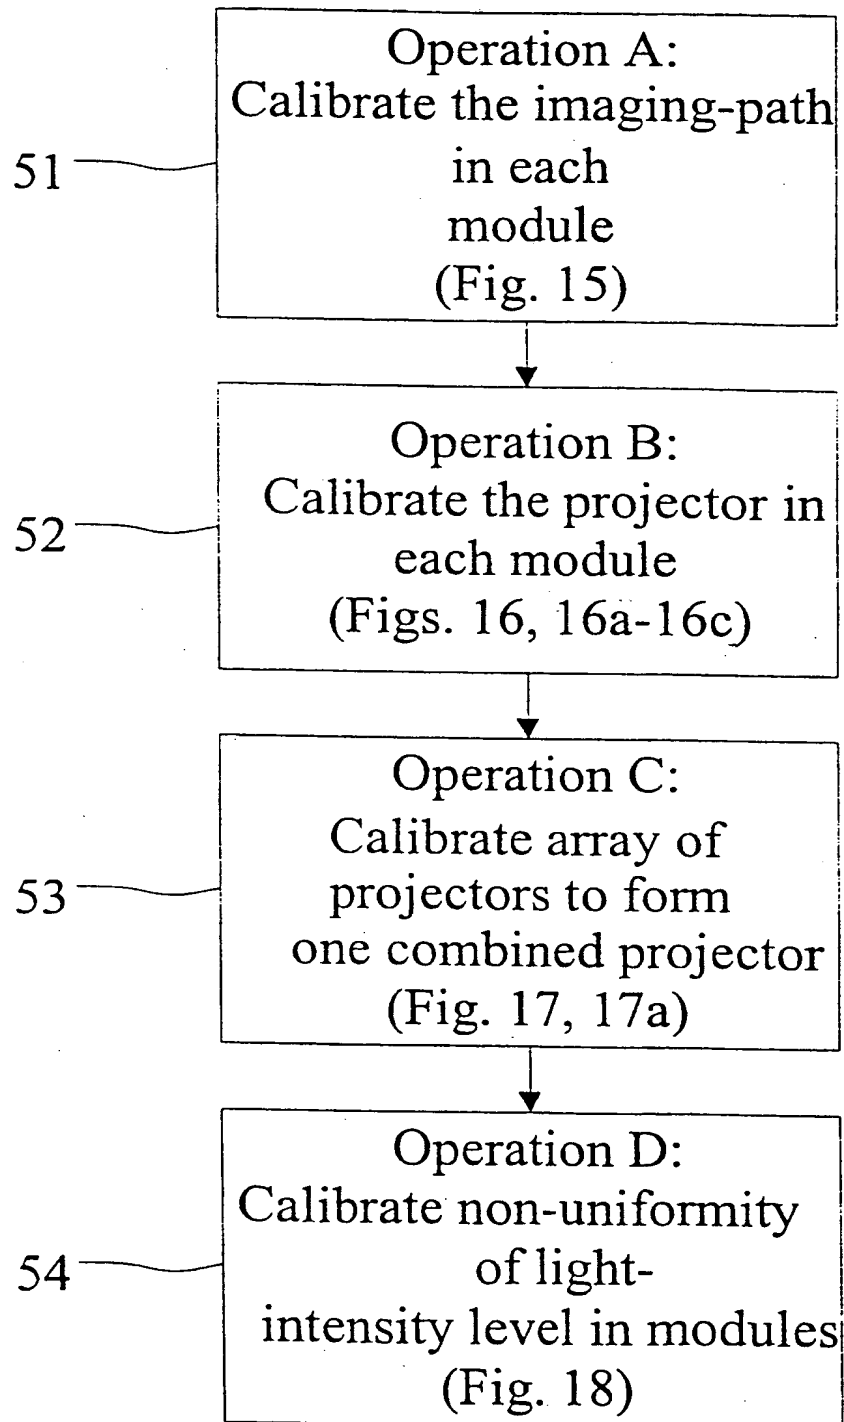 Operation A:
Calibrate the imaging-path
in each
module
(Fig. 15)
51
Operation B:
Calibrate the projector in
each module
(Figs. 16, 16a-16c)
52
Operation C:
Calibrate array of
projectors to form
one combined projector
(Fig. 17, 17a)
53
Operation D:
Calibrate non-uniformity
of light-
intensity level in modules
(Fig. 18)
54